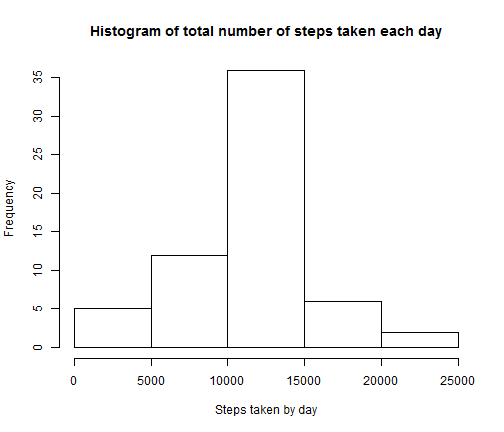 Histogram of total number of steps taken each day
Frequency
35
30
25
20
15
10
5
0
0 5000 10000 15000 20000 25000
Steps taken by day